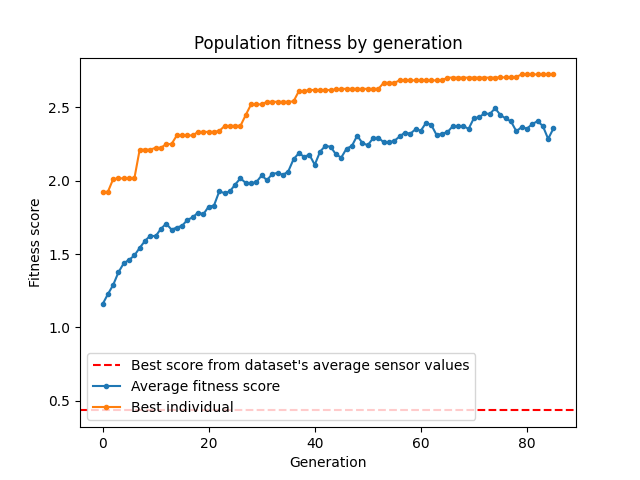 Population fitness by generation
Fitness score
2.5
2.0
1.5
1.0
0.5
Best score from dataset's average sensor values
Average fitness score
Best individual
0 20 40 60 80
Generation